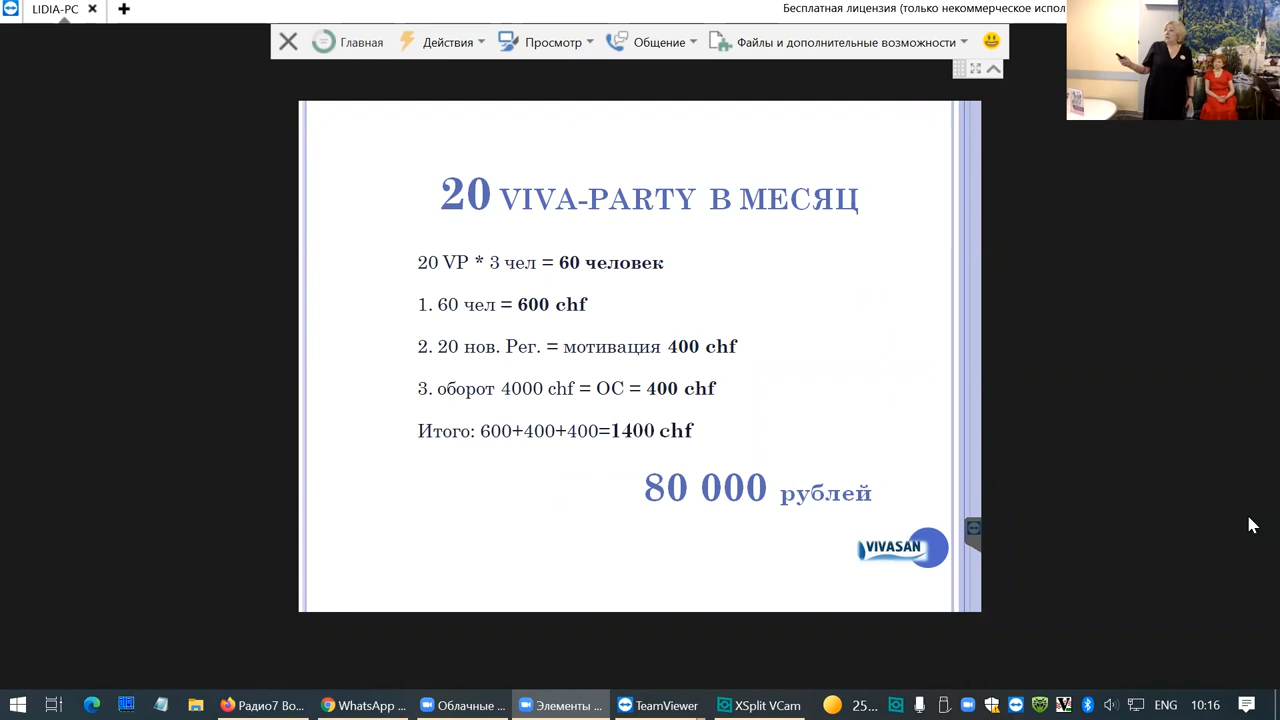 LIDIA-PC
Бесплатная лицензия (только некоммерческое испол
Главная
Действия
Просмотр
Общение
Файлы и дополнительные возможности
20 VIVA-PARTY В МЕСЯЦ
20 VP * 3 чел = 60 человек
1. 60 чел = 600 chf
2. 20 нов. Рег. = мотивация 400 chf
3. оборот 4000 chf = ОС = 400 chf
Итого: 600+400+400=1400 chf
80 000 рублей
VIVASAN
Радио7 Во...
WhatsApp ...
Облачные ...
Элементы ...
TeamViewer
XSplit VCam
25...
ENG
10:16